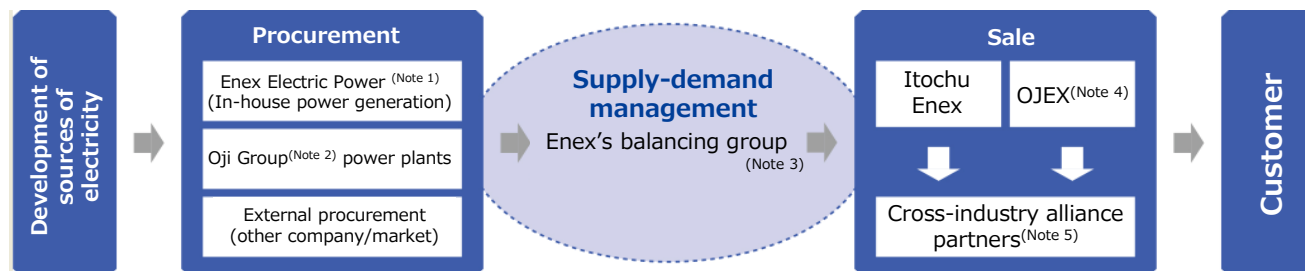 Development of
sources of
electricity
Procurement
Enex Electric Power (Note 1)
(In-house power generation)
Oji Group(Note 2) power plants
External procurement
(other company/market)
Supply-demand
management
Enex's balancing group
(Note 3)
Sale
Itochu
Enex
OJEX(Note 4)
Cross-industry alliance
partners(Note 5)
Customer